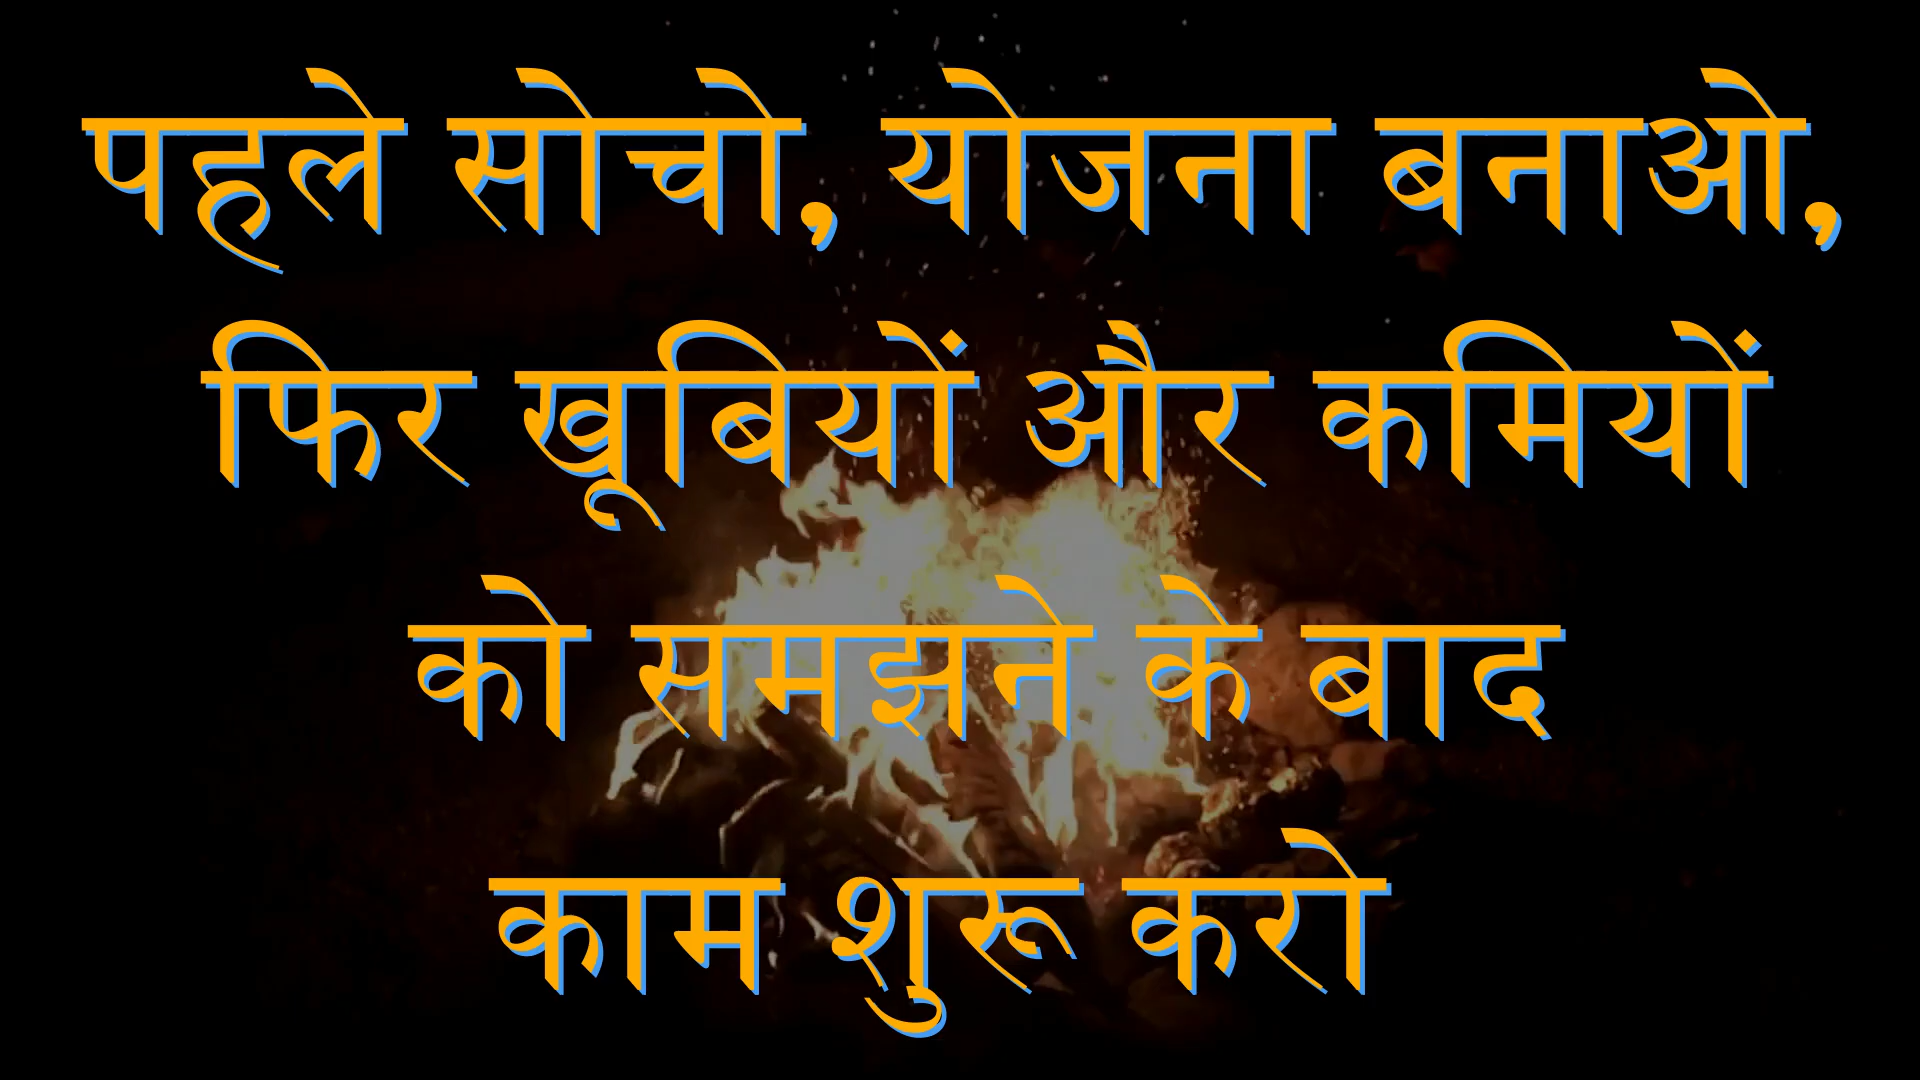 पहले सोचो, योजना बनाओ,
फिर खूबियों और कमियों
को समझने के बाद
काम शुरू करो